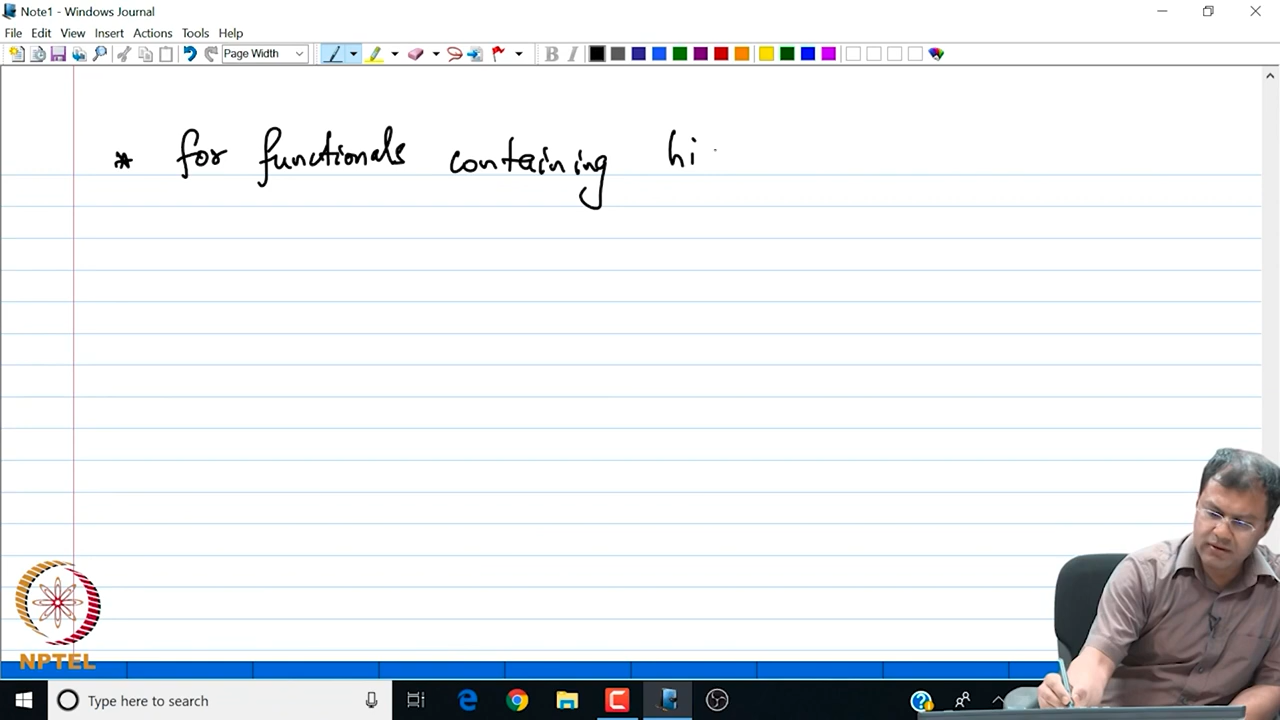 Note1 - Windows Journal
File Edit View Insert Actions Tools Help
Page Width
B I
* for functionals containing hi
NPTEL
Type here to search